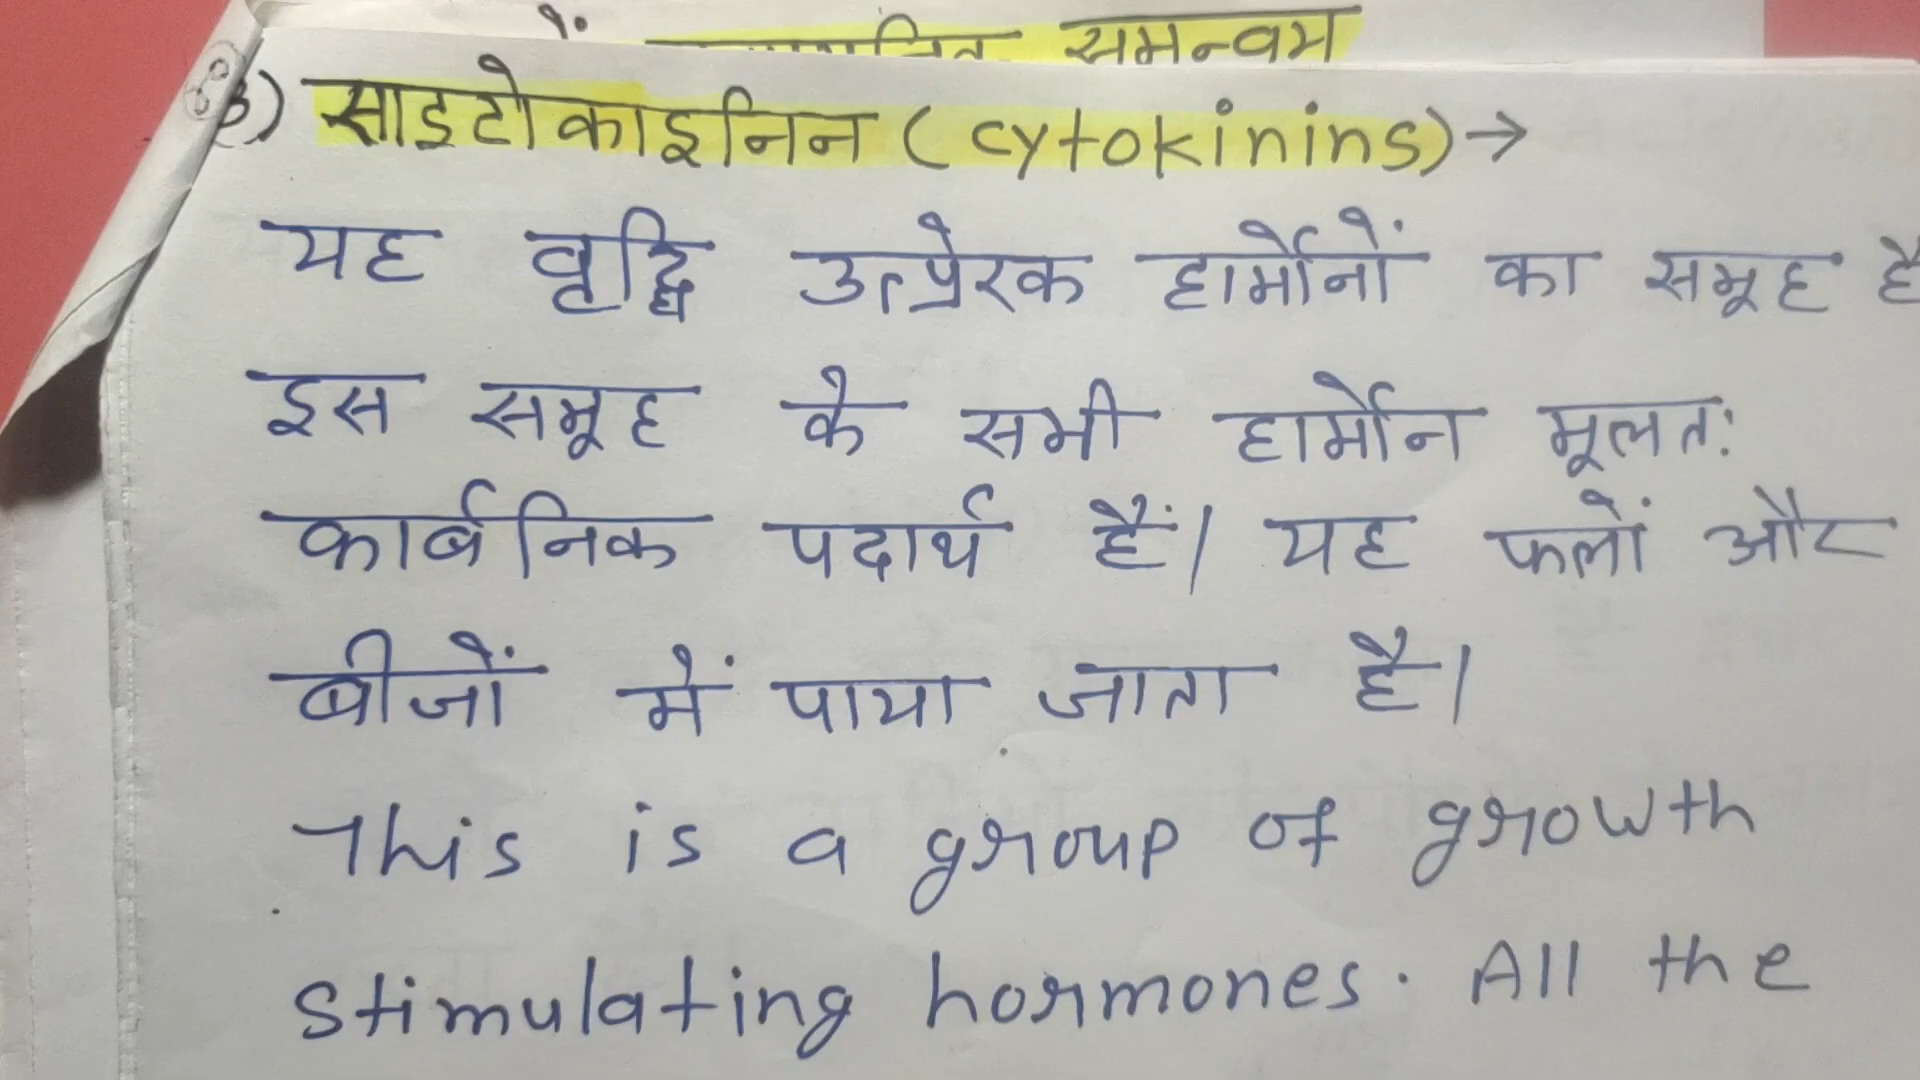 समन्वय
3) साइटोकाइनिन (cytokinins)→
यह वृद्धि उत्प्रेरक हार्मोनों का समूह है
इस समूह के सभी हार्मोन मूलत:
कार्बनिक पदार्थ हैं। यह फलों और
बीजों में पाया जाता है।
This is a group of growth
stimulating hormones. All the